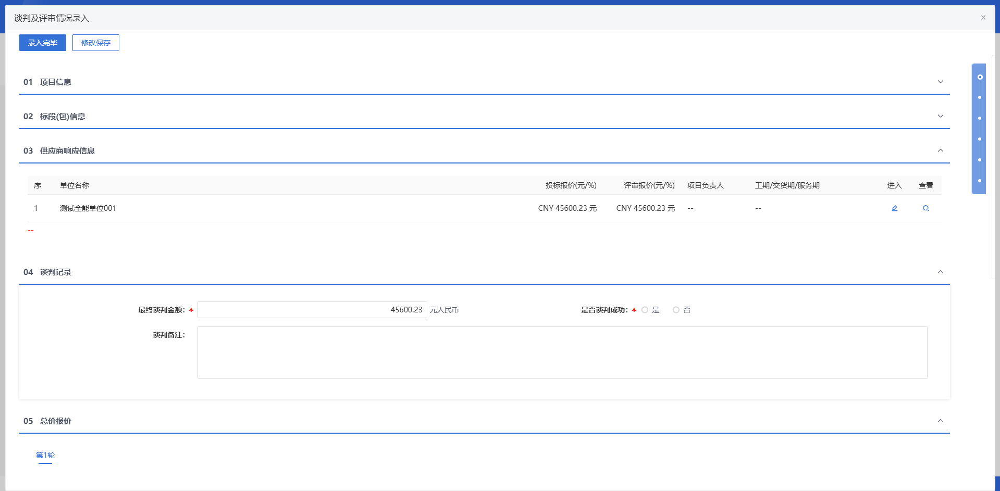 谈判及评审情况录入
录入完毕 修改保存
01 项目信息
02 标段(包)信息
03 供应商响应信息
序 单位名称 投标报价(元/%) 评审报价(元/%) 项目负责人 工期/交货期/服务期 进入 查看
1 测试全能单位001 CNY 45600.23 元 CNY 45600.23 元 -- --
--
04 谈判记录
最终谈判金额：* 45600.23 元人民币 是否谈判成功：* 是 否
谈判备注：
05 总价报价
第1轮